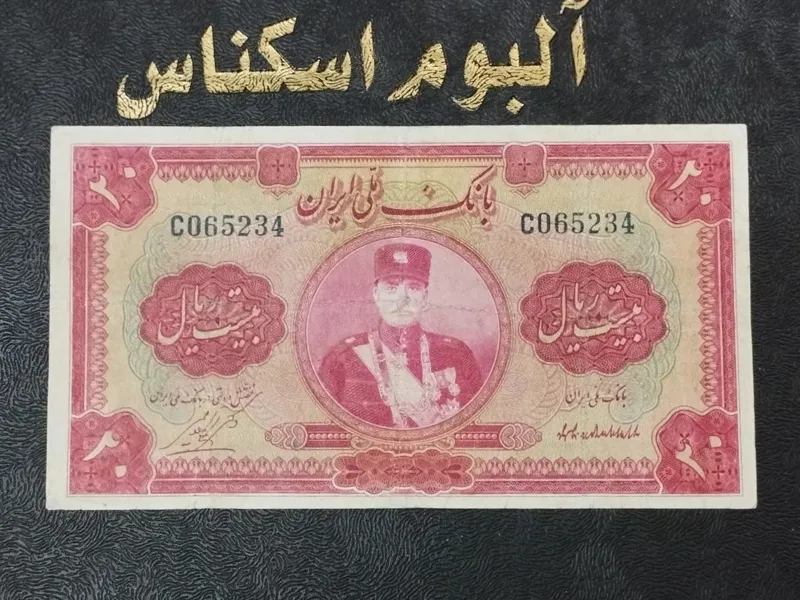 آلبوم اسکناس
۲۰ ۲۰
بانک ملی ایران
C065234 C065234
بیست ریال بیست ریال
بانک ملی ایران
۲۰ ۲۰